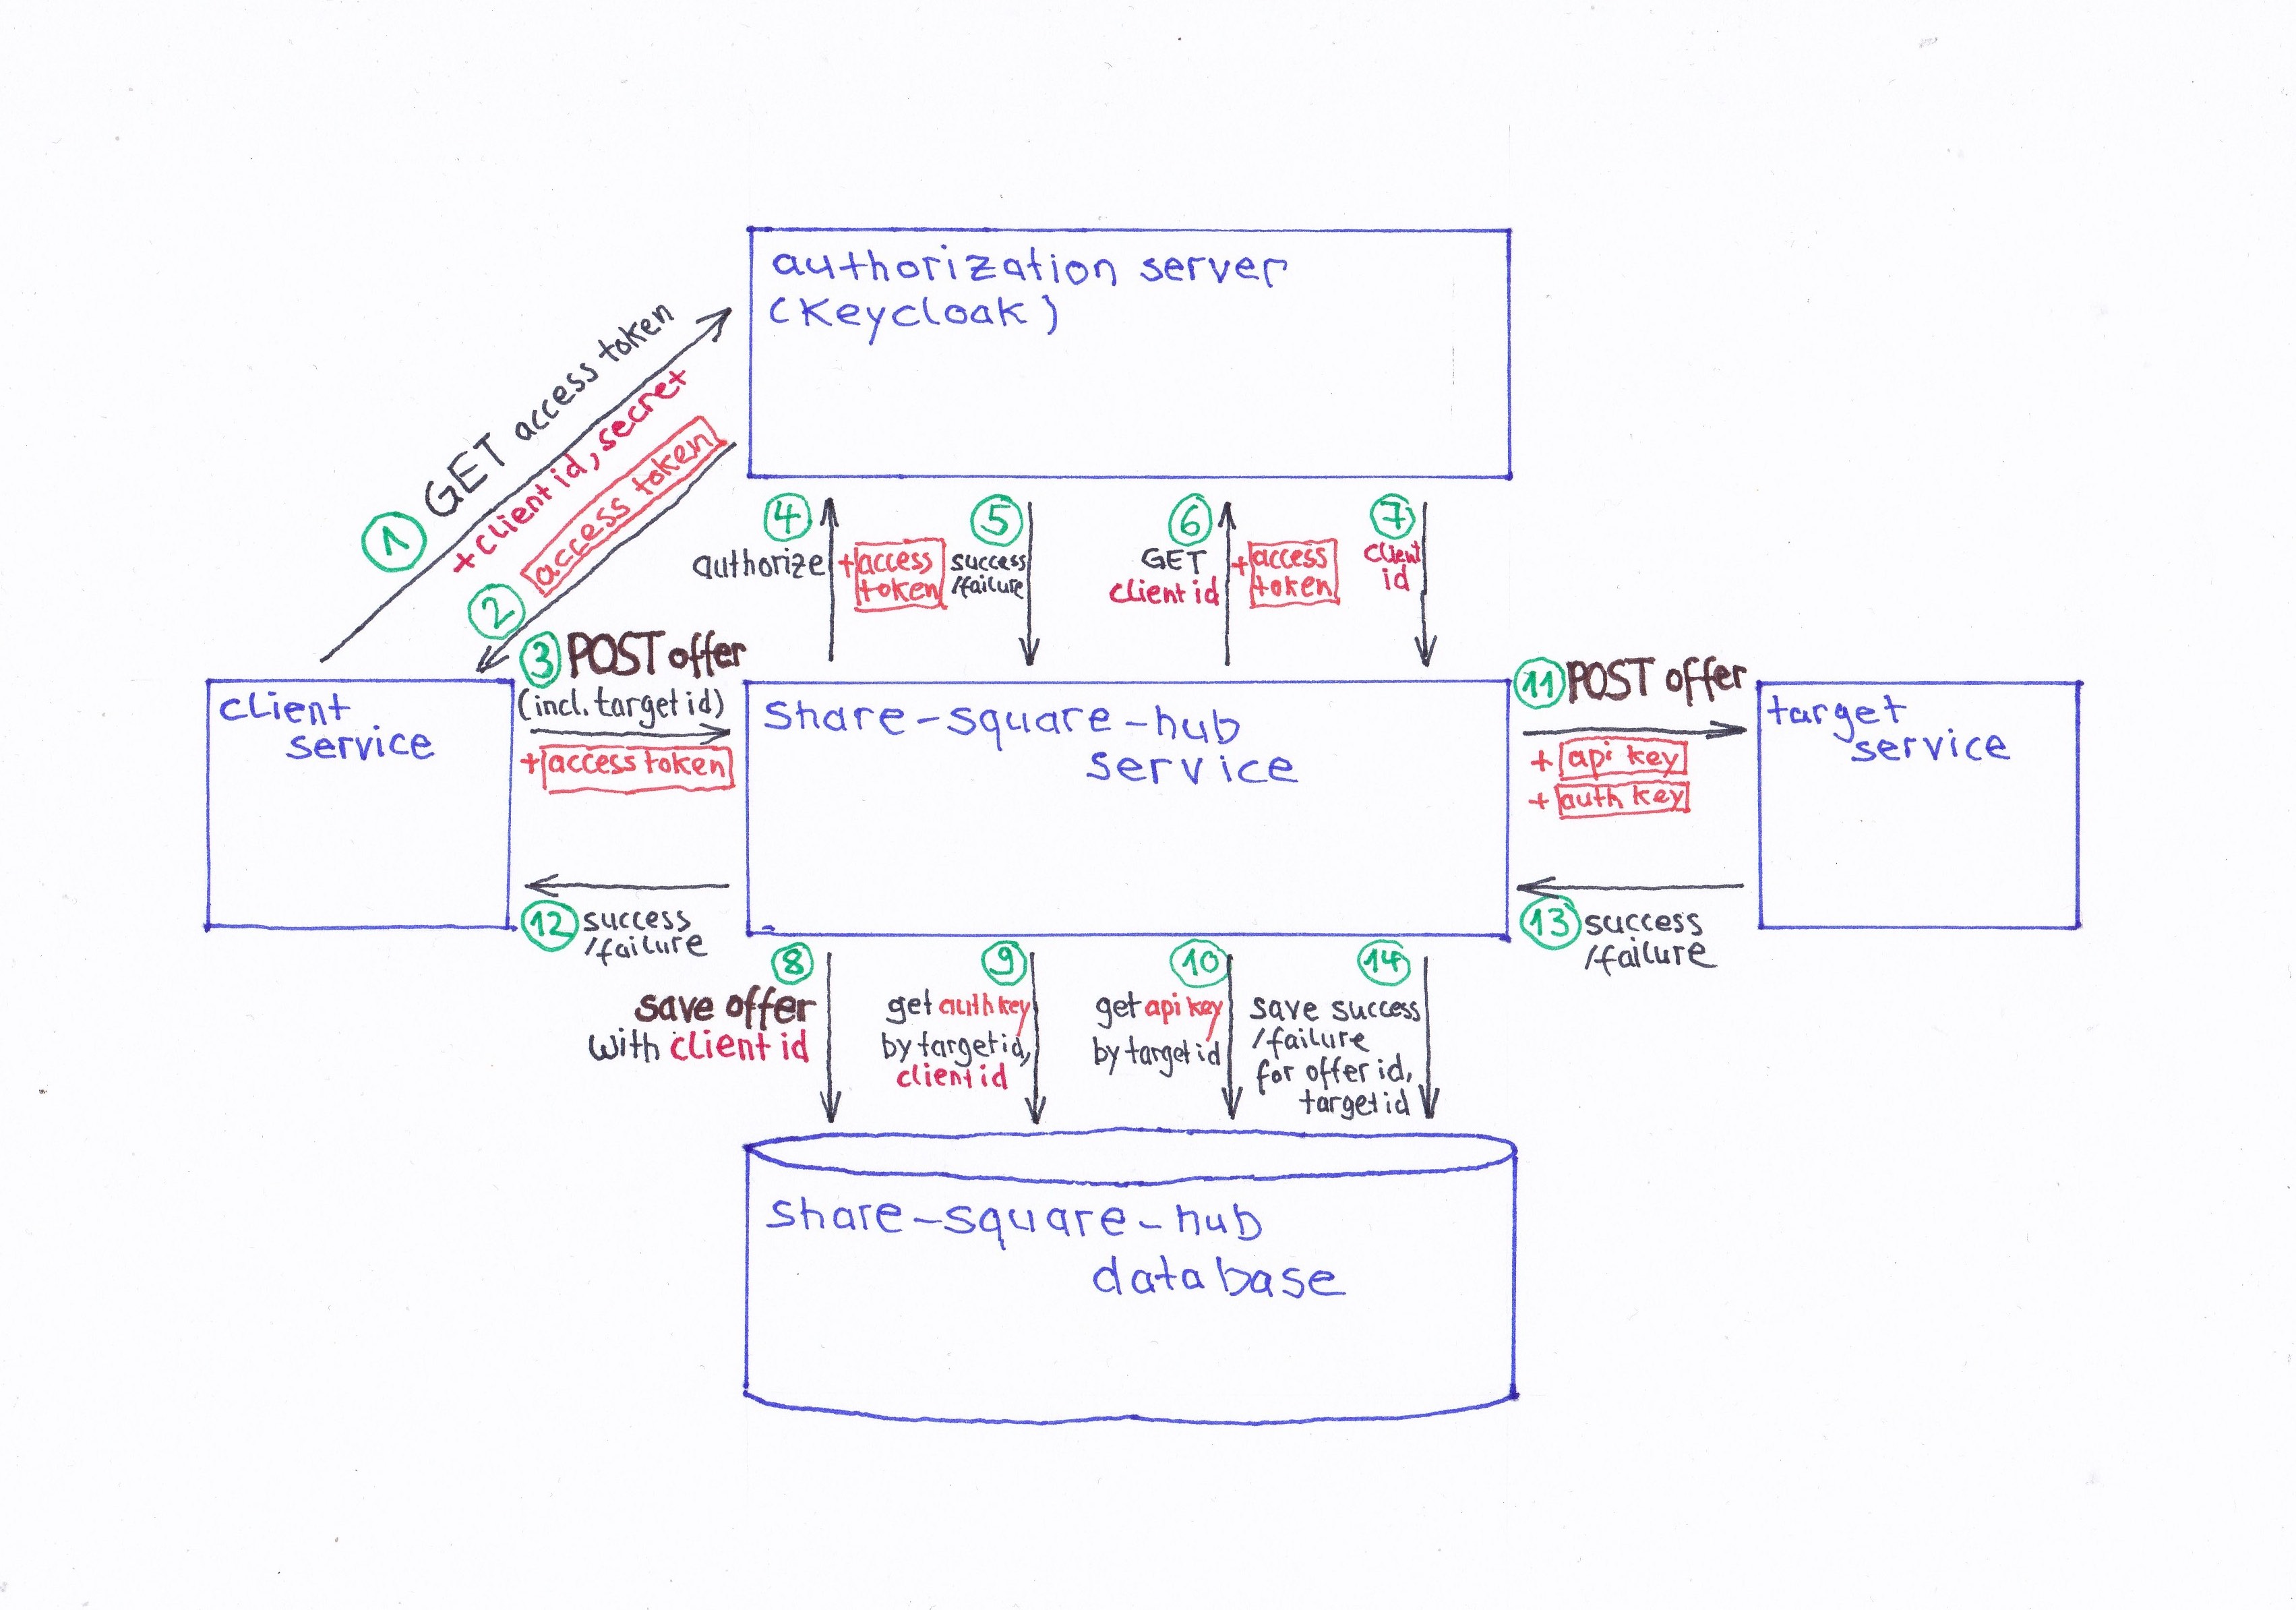 authorization server
(Keycloak)
1 GET access token
+ client id, secret
2 access token
4
authorize
+ access
token
5
success
/failure
6
GET
client id
+ access
token
7
client
id
3 POST offer
(incl. target id)
+ access token
client
service
share-square-hub
service
11 POST offer
+ api key
+ auth key
target
service
12 success
/failure
13 success
/failure
8
save offer
with client id
9
get auth key
by target id,
client id
10
get api key
by target id
14
save success
/failure
for offer id,
target id
share-square-hub
database